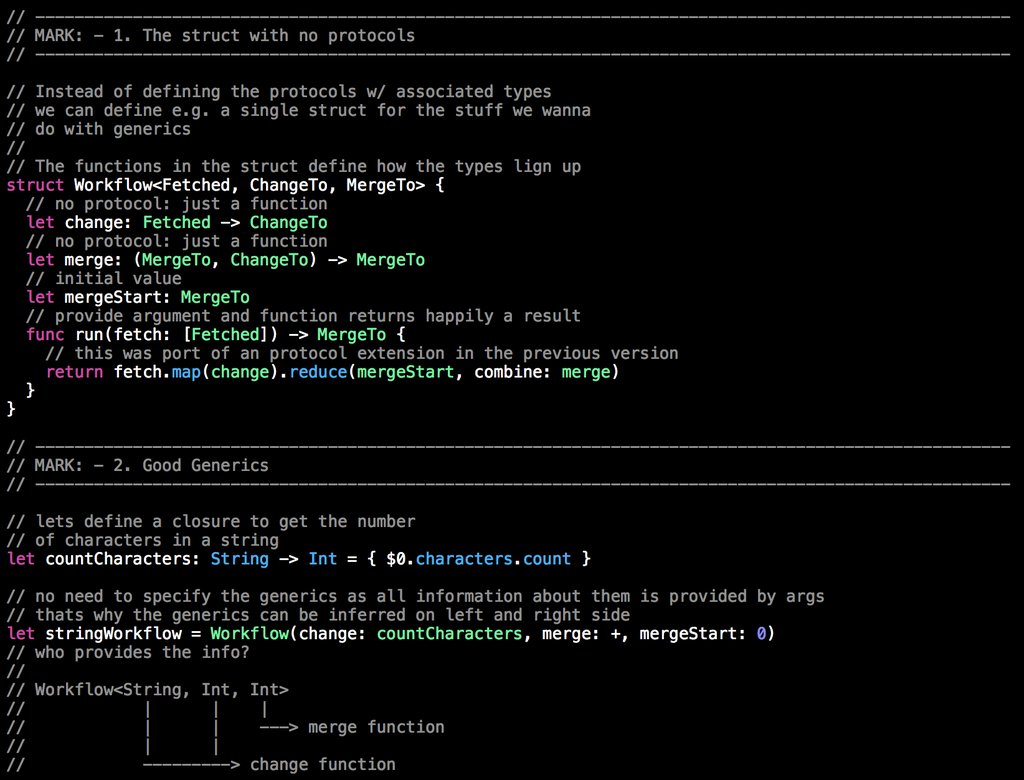 // ----------------------------------------------------------------------------------------------------
// MARK: - 1. The struct with no protocols
// ----------------------------------------------------------------------------------------------------

// Instead of defining the protocols w/ associated types
// we can define e.g. a single struct for the stuff we wanna
// do with generics
//
// The functions in the struct define how the types lign up
struct Workflow<Fetched, ChangeTo, MergeTo> {
  // no protocol: just a function
  let change: Fetched -> ChangeTo
  // no protocol: just a function
  let merge: (MergeTo, ChangeTo) -> MergeTo
  // initial value
  let mergeStart: MergeTo
  // provide argument and function returns happily a result
  func run(fetch: [Fetched]) -> MergeTo {
    // this was port of an protocol extension in the previous version
    return fetch.map(change).reduce(mergeStart, combine: merge)
  }
}

// ----------------------------------------------------------------------------------------------------
// MARK: - 2. Good Generics
// ----------------------------------------------------------------------------------------------------

// lets define a closure to get the number
// of characters in a string
let countCharacters: String -> Int = { $0.characters.count }

// no need to specify the generics as all information about them is provided by args
// thats why the generics can be inferred on left and right side
let stringWorkflow = Workflow(change: countCharacters, merge: +, mergeStart: 0)
// who provides the info?
//
// Workflow<String, Int, Int>
//            |      |    |
//            |      |    ---> merge function
//            |      |
//            ---------> change function